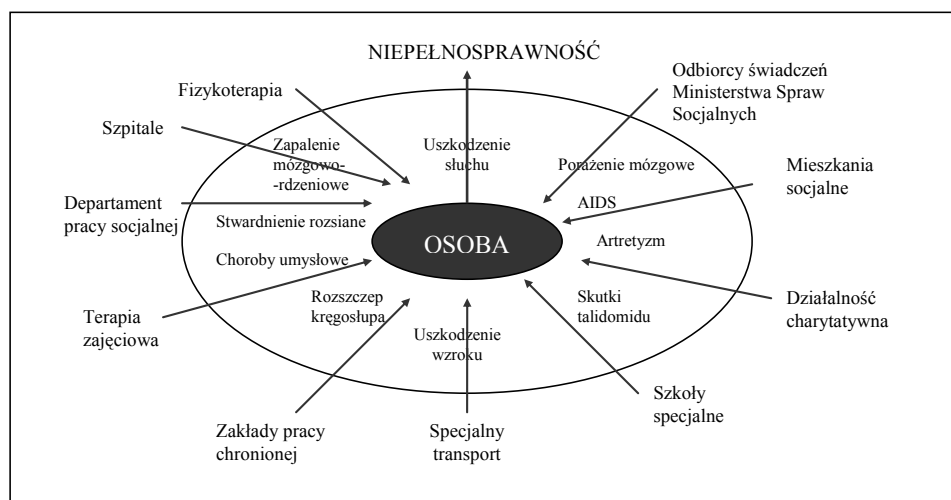 NIEPEŁNOSPRAWNOŚĆ
Odbiorcy świadczeń
Ministerstwa Spraw
Socjalnych
Fizykoterapia
Szpitale
Zapalenie
mózgowo-
-rdzeniowe
Uszkodzenie
słuchu
Porażenie mózgowe
Mieszkania
socjalne
Departament
pracy socjalnej
Stwardnienie rozsiane
AIDS
OSOBA
Artretyzm
Choroby umysłowe
Rozszczep
kręgosłupa
Skutki
talidomidu
Działalność
charytatywna
Terapia
zajęciowa
Uszkodzenie
wzroku
Szkoły
specjalne
Zakłady pracy
chronionej
Specjalny
transport